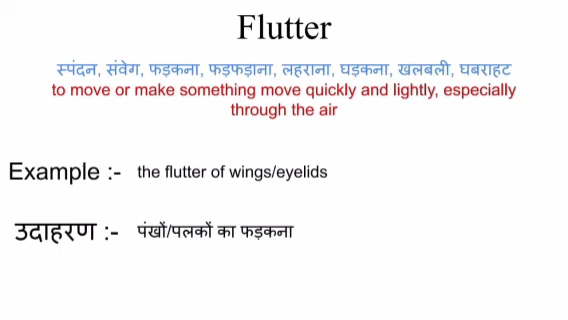 Flutter
स्पंदन, संवेग, फड़कना, फड़फड़ाना, लहराना, घड़कना, खलबली, घबराहट
to move or make something move quickly and lightly, especially
through the air
Example :- the flutter of wings/eyelids
उदाहरण :- पंखों/पलकों का फड़कना